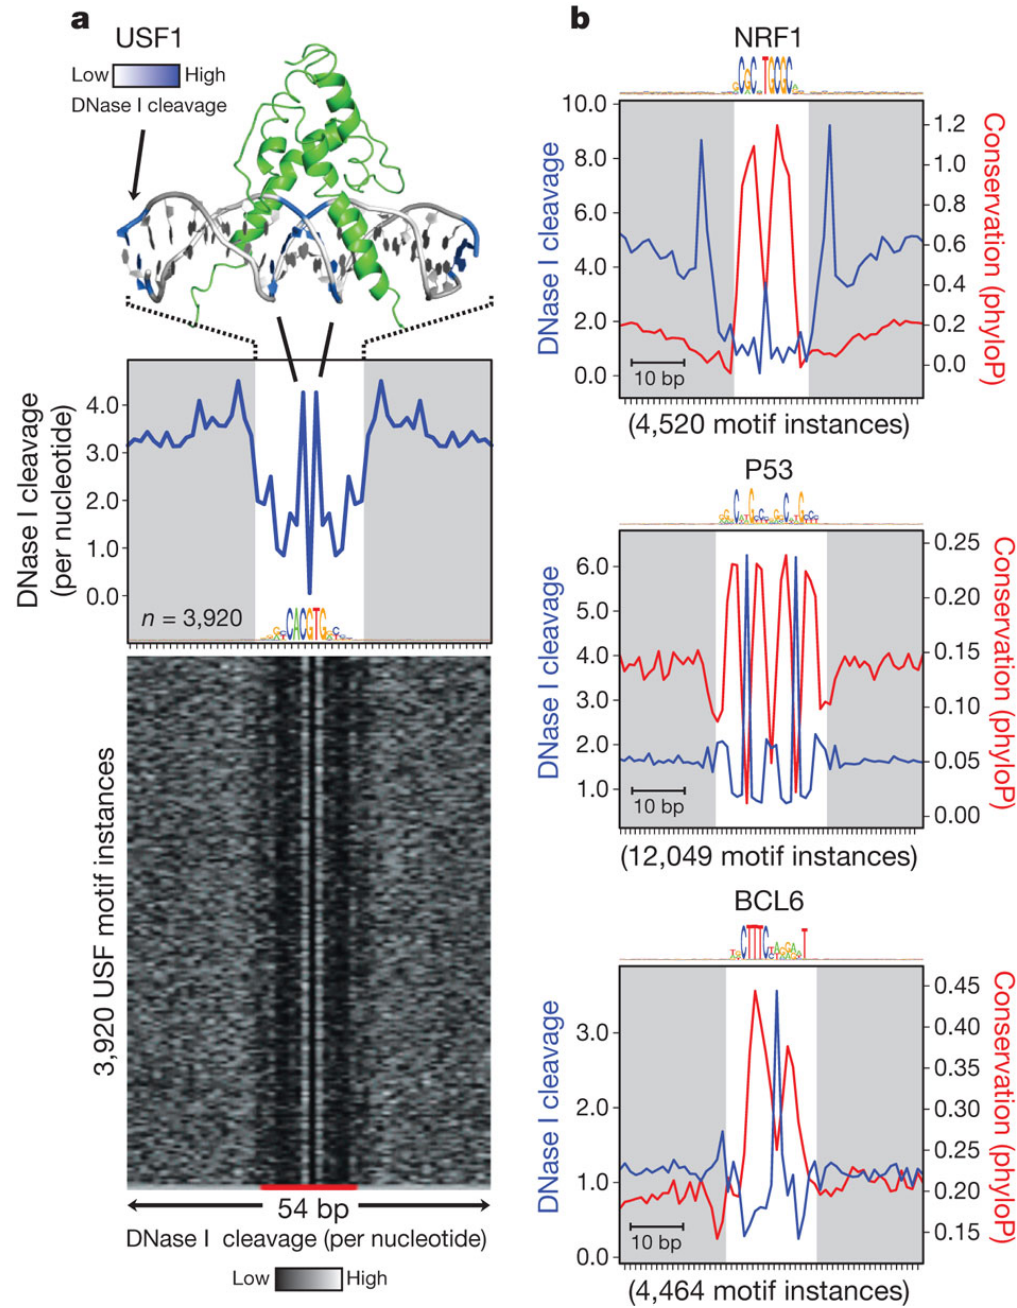 a
USF1
Low High
DNase I cleavage
DNase I cleavage
(per nucleotide)
4.0
3.0
2.0
1.0
0.0
n = 3,920
CACGTG
3,920 USF motif instances
54 bp
DNase I cleavage (per nucleotide)
Low High
b
NRF1
DNase I cleavage
10.0
8.0
6.0
4.0
2.0
0.0
10 bp
1.2
1.0
0.8
0.6
0.4
0.2
0.0
Conservation (phyloP)
(4,520 motif instances)
P53
DNase I cleavage
6.0
5.0
4.0
3.0
2.0
1.0
10 bp
0.25
0.20
0.15
0.10
0.05
0.00
Conservation (phyloP)
(12,049 motif instances)
BCL6
CTTTC
DNase I cleavage
3.0
2.0
1.0
0.0
10 bp
0.45
0.40
0.35
0.30
0.25
0.20
0.15
Conservation (phyloP)
(4,464 motif instances)